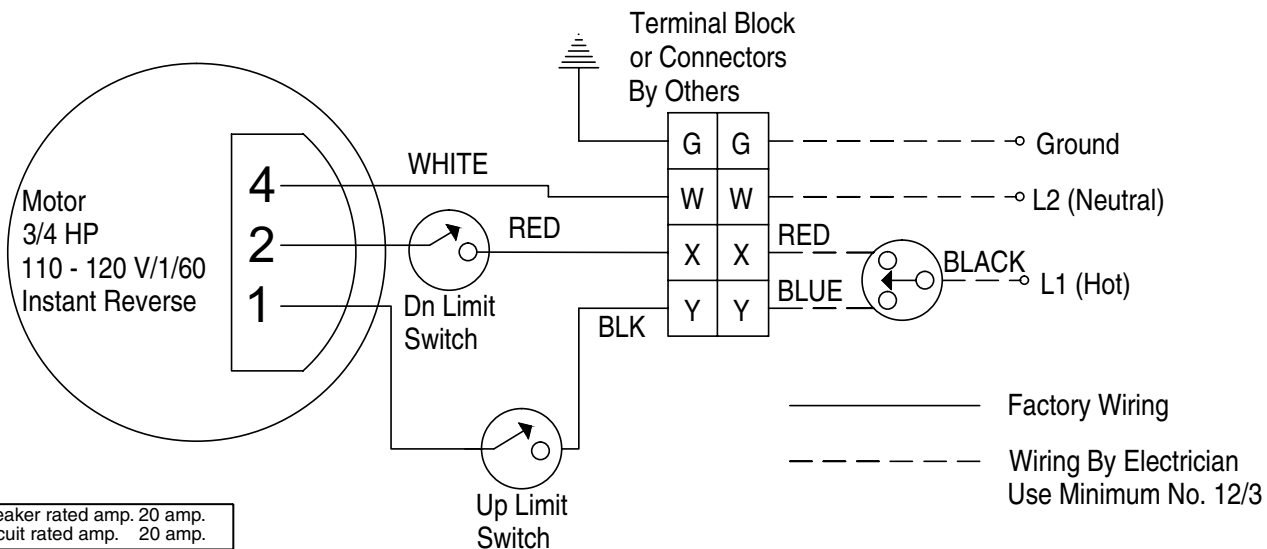 Terminal Block
or Connectors
By Others
G G
Ground
WHITE
4
W W
L2 (Neutral)
Motor
3/4 HP
110 - 120 V/1/60
Instant Reverse
2
RED
X X
RED
BLACK
L1 (Hot)
1
Dn Limit
Switch
BLK
Y Y
BLUE
Factory Wiring
Wiring By Electrician
Use Minimum No. 12/3
Up Limit
Switch
eaker rated amp. 20 amp.
cuit rated amp. 20 amp.